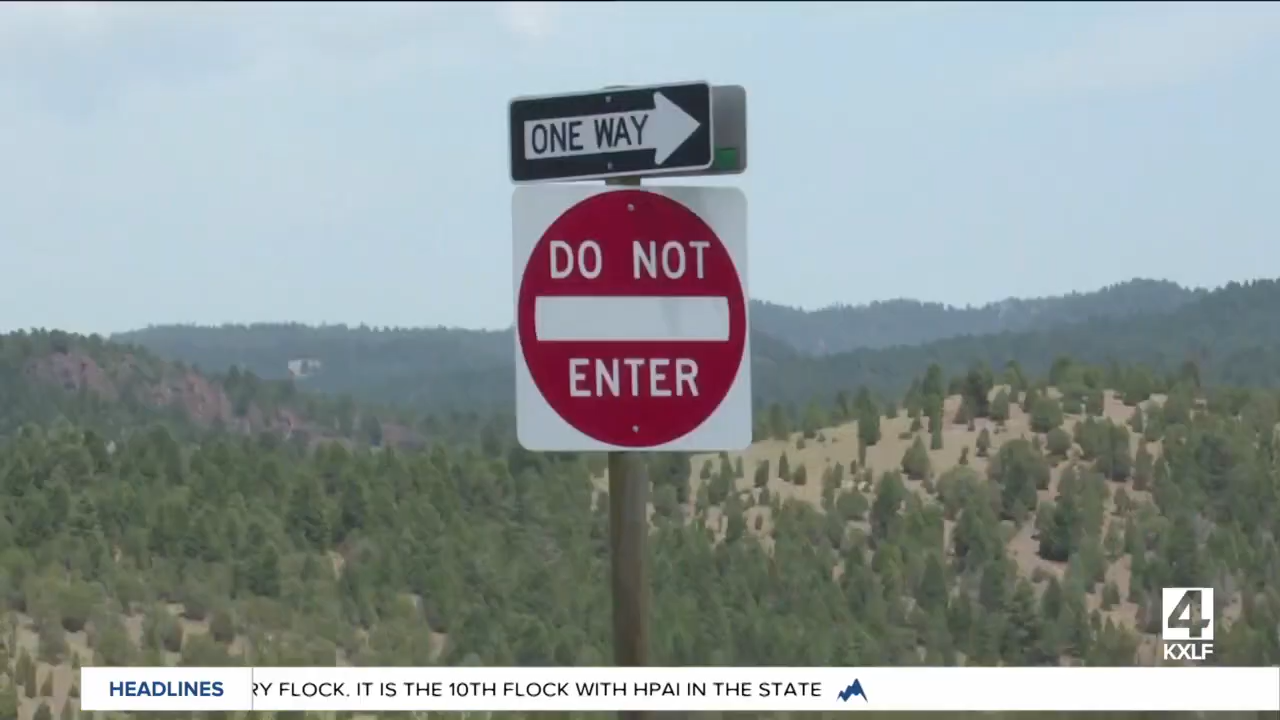 ONE WAY
DO NOT
ENTER
4
KXLF
HEADLINES
RY FLOCK. IT IS THE 10TH FLOCK WITH HPAI IN THE STATE